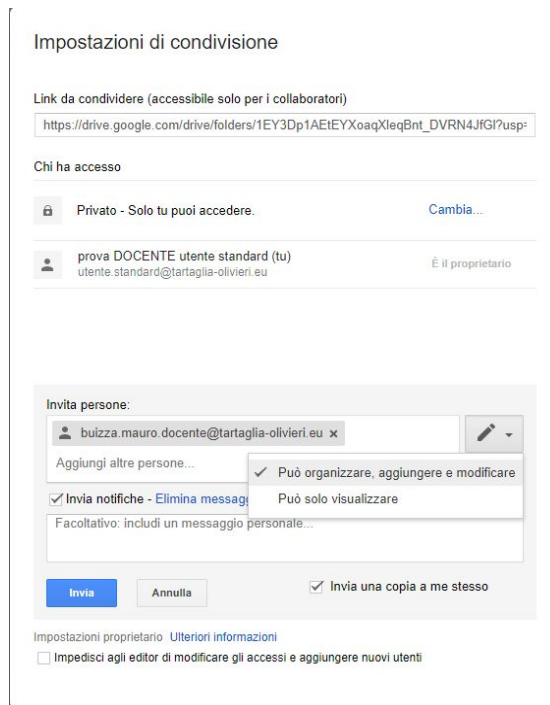 Impostazioni di condivisione
Link da condividere (accessibile solo per i collaboratori)
https://drive.google.com/drive/folders/1EY3Dp1AEtEYXoaqXleqBnt_DVRN4JfGl?usp=
Chi ha accesso
Privato - Solo tu puoi accedere. Cambia...
prova DOCENTE utente standard (tu)
utente.standard@tartaglia-olivieri.eu È il proprietario
Invita persone:
buizza.mauro.docente@tartaglia-olivieri.eu x
Aggiungi altre persone...
Può organizzare, aggiungere e modificare
Può solo visualizzare
Invia notifiche - Elimina messag
Facoltativo: includi un messaggio personale...
Invia Annulla Invia una copia a me stesso
Impostazioni proprietario Ulteriori informazioni
Impedisci agli editor di modificare gli accessi e aggiungere nuovi utenti